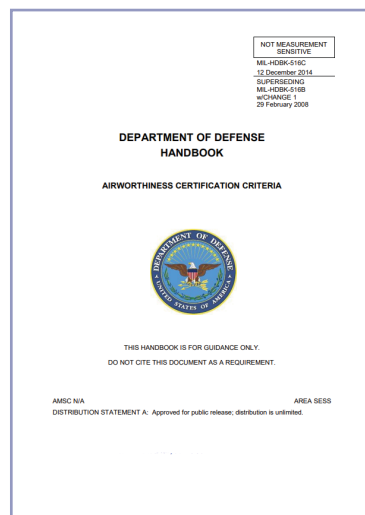 NOT MEASUREMENT
SENSITIVE
MIL-HDBK-516C
12 December 2014
SUPERSEDING
MIL-HDBK-516B
w/CHANGE 1
29 February 2008
DEPARTMENT OF DEFENSE
HANDBOOK
AIRWORTHINESS CERTIFICATION CRITERIA
DEPARTMENT OF DEFENSE
UNITED STATES OF AMERICA
THIS HANDBOOK IS FOR GUIDANCE ONLY.
DO NOT CITE THIS DOCUMENT AS A REQUIREMENT.
AMSC N/A AREA SESS
DISTRIBUTION STATEMENT A: Approved for public release; distribution is unlimited.